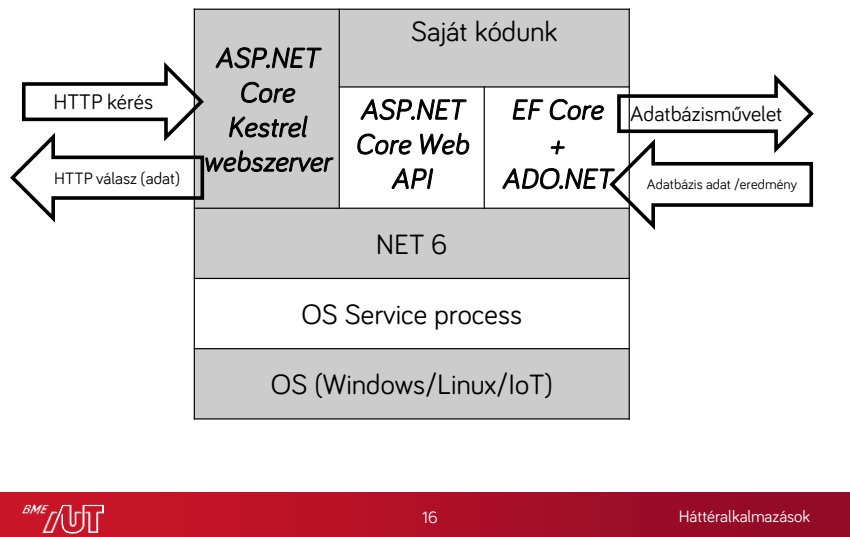 Saját kódunk
ASP.NET
Core
Kestrel
webszerver
HTTP kérés
HTTP válasz (adat)
ASP.NET
Core Web
API
EF Core
+
ADO.NET
Adatbázisművelet
Adatbázis adat /eredmény
NET 6
OS Service process
OS (Windows/Linux/IoT)
BME AUT
16
Háttéralkalmazások